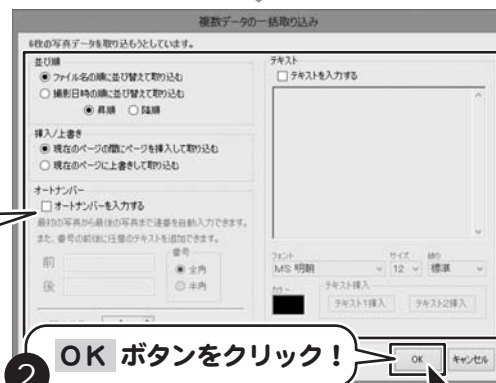 複数データの一括取り込み
6枚の写真データを取り込もうとしています。
並び順
ファイル名の順に並び替えて取り込む
撮影日時の順に並び替えて取り込む
昇順 降順
挿入/上書き
現在のページの間にページを挿入して取り込む
現在のページに上書きして取り込む
オートナンバー
オートナンバーを入力する
最初の写真から最後の写真まで連番を自動入力できます。
また、番号の前後に任意のテキストを追加できます。
前
後
番号
全角
半角
テキスト
テキストを入力する
フォント サイズ 飾り
MS 明朝 12 標準
カラー
テキスト挿入
テキスト1挿入 テキスト2挿入
2 OK ボタンをクリック!
OK キャンセル